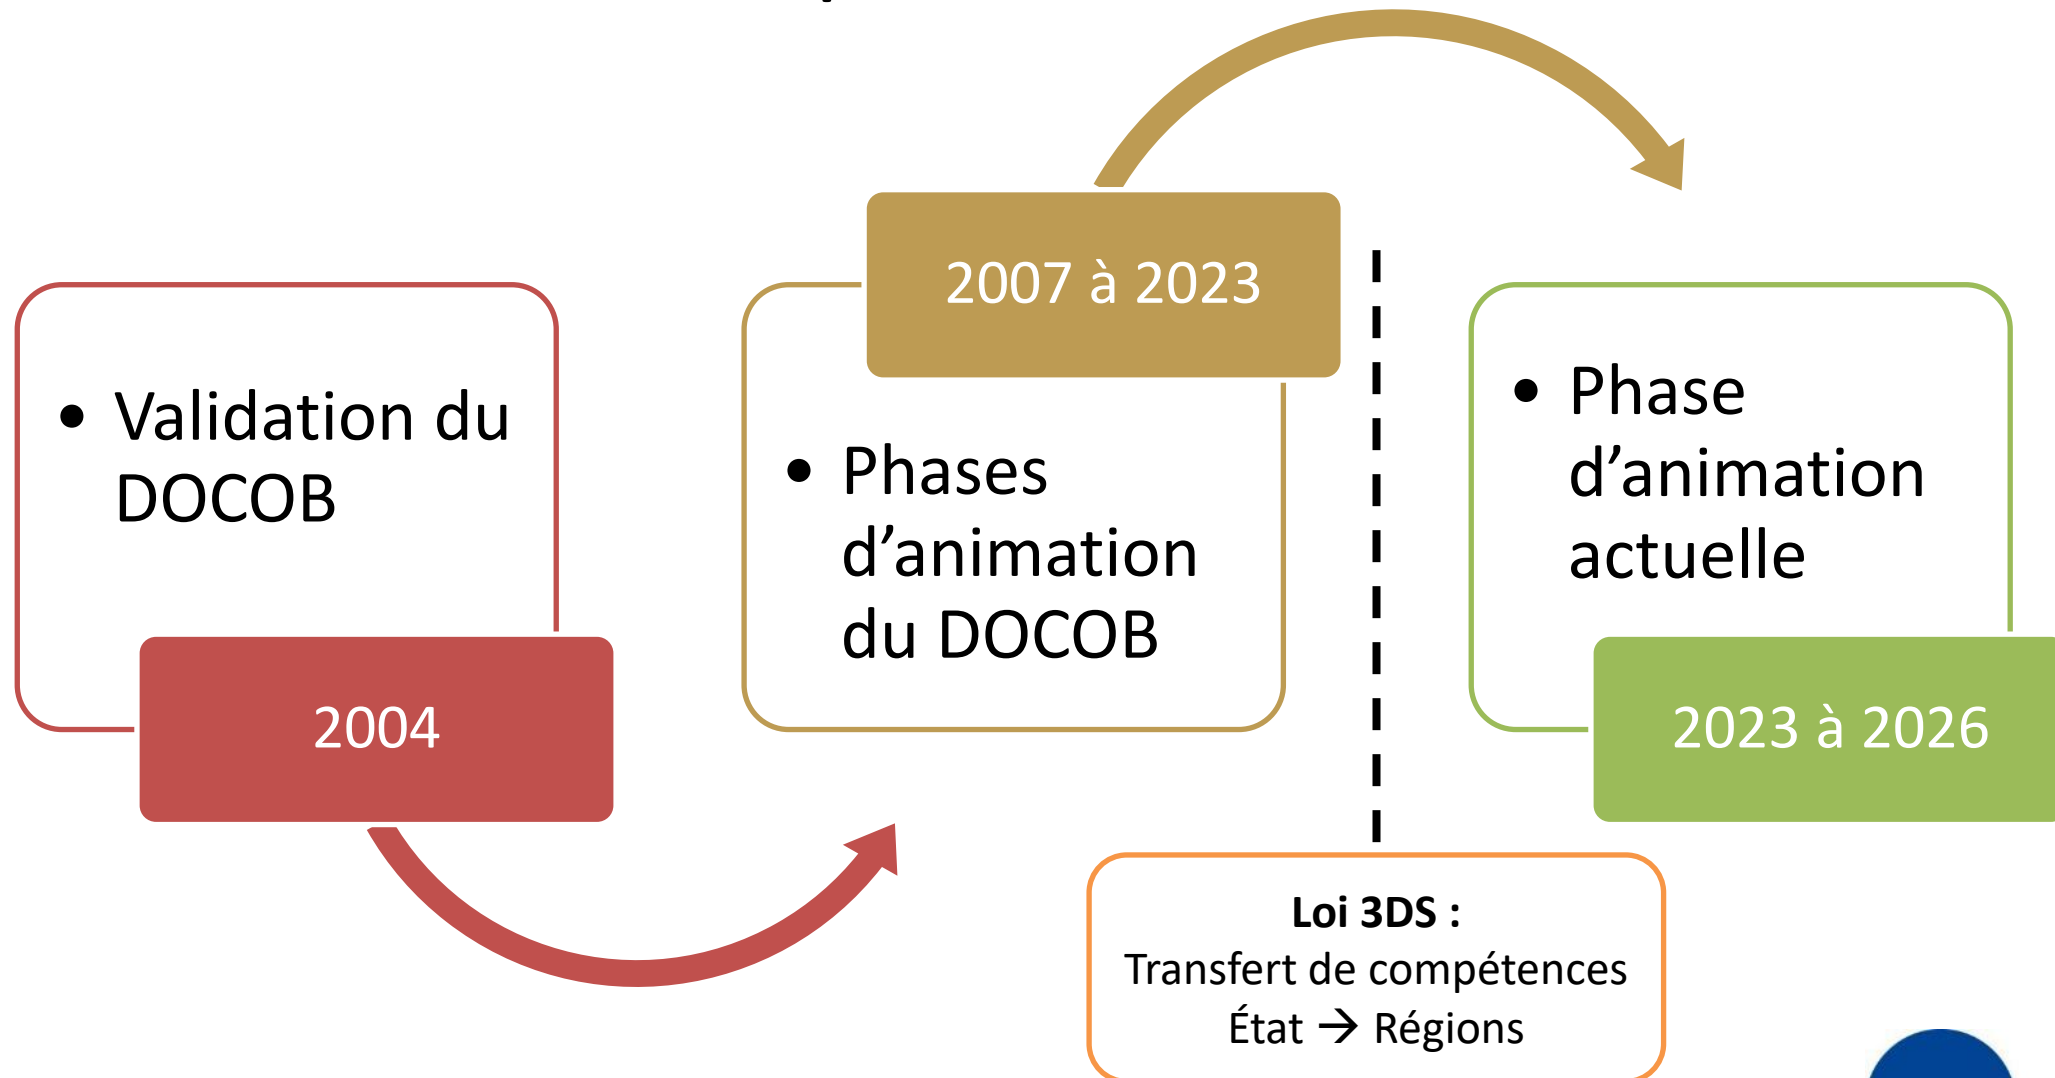 • Validation du
DOCOB
2004
2007 à 2023
• Phases
d’animation
du DOCOB
• Phase
d’animation
actuelle
2023 à 2026
Loi 3DS :
Transfert de compétences
État → Régions